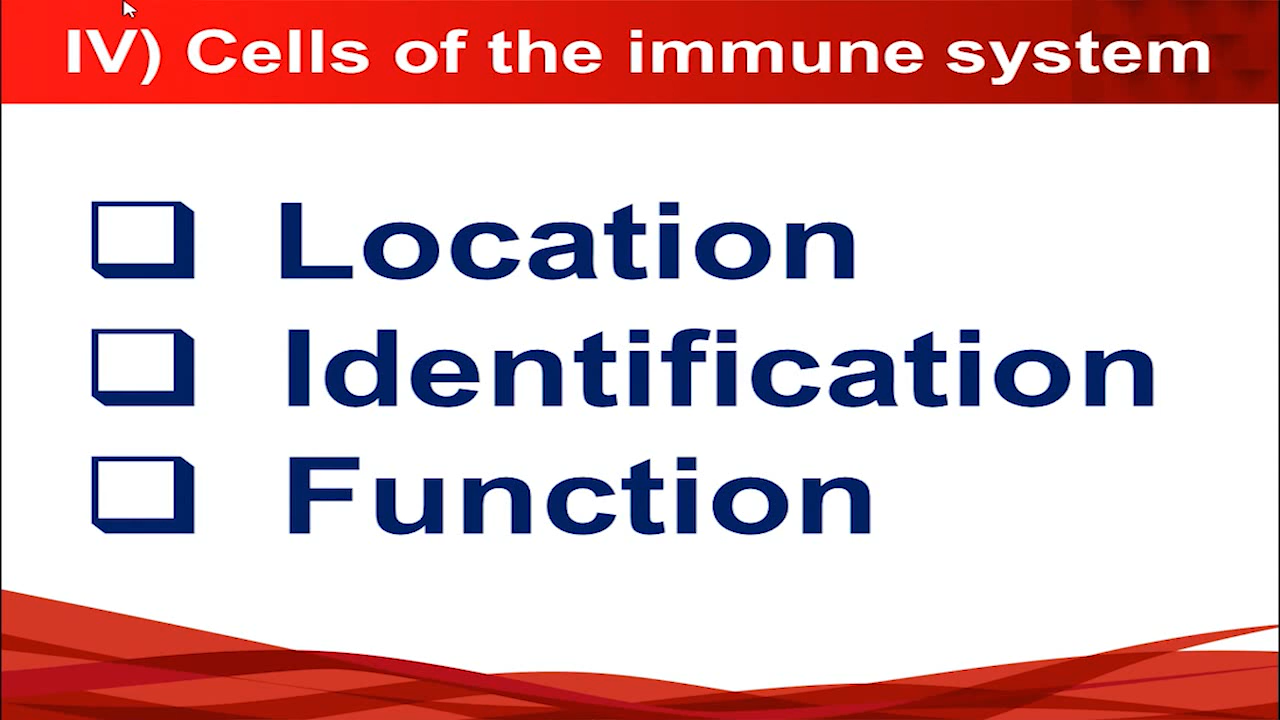 IV) Cells of the immune system
Location
Identification
Function